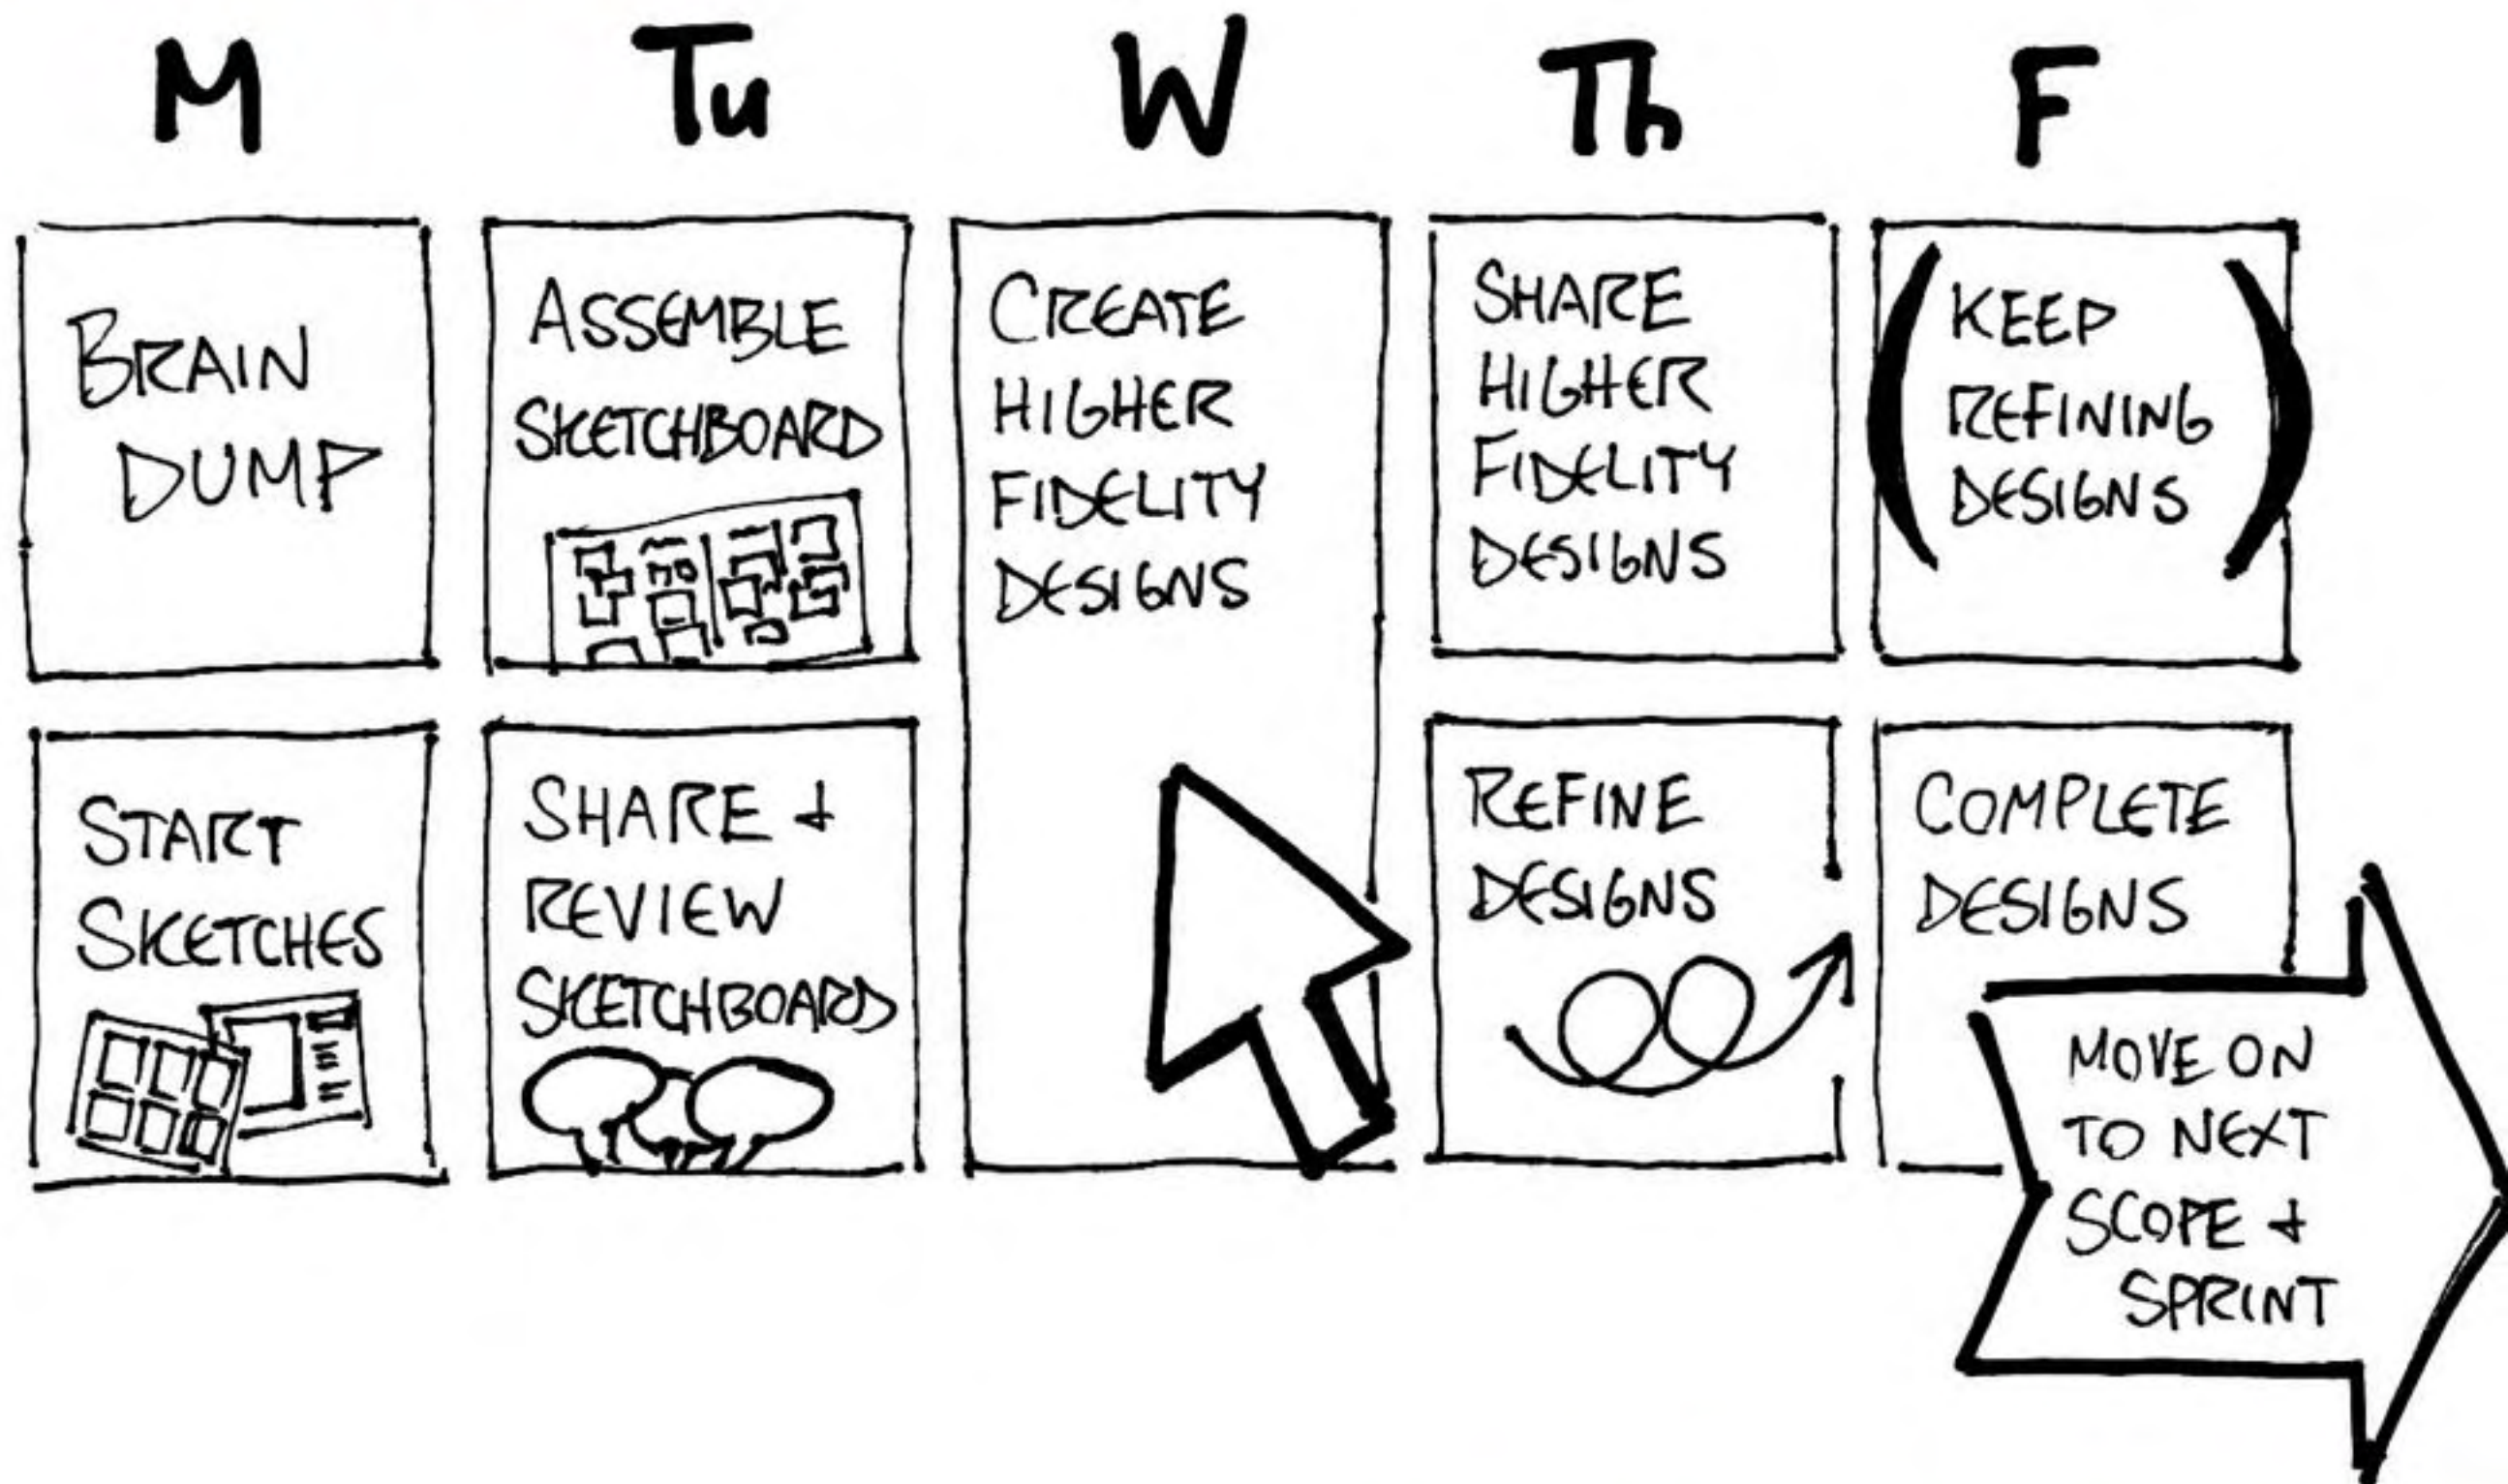 M
Tu
W
Th
F
BRAIN
DUMP
START
SKETCHES
ASSEMBLE
SKETCHBOARD
SHARE +
REVIEW
SKETCHBOARD
CREATE
HIGHER
FIDELITY
DESIGNS
SHARE
HIGHER
FIDELITY
DESIGNS
REFINE
DESIGNS
(KEEP
REFINING
DESIGNS)
COMPLETE
DESIGNS
MOVE ON
TO NEXT
SCOPE +
SPRINT